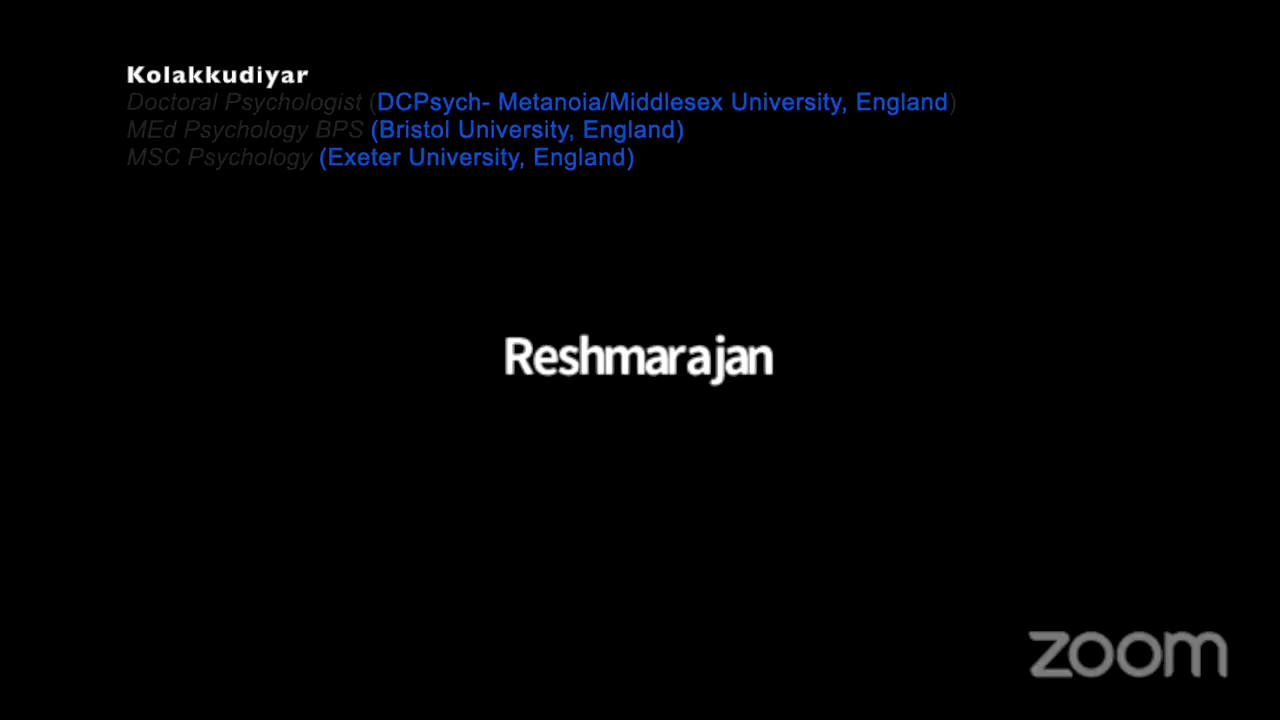 Kolakkudiyar
Doctoral Psychologist (DCPsych- Metanoia/Middlesex University, England)
MEd Psychology BPS (Bristol University, England)
MSC Psychology (Exeter University, England)
Reshmarajan
zoom